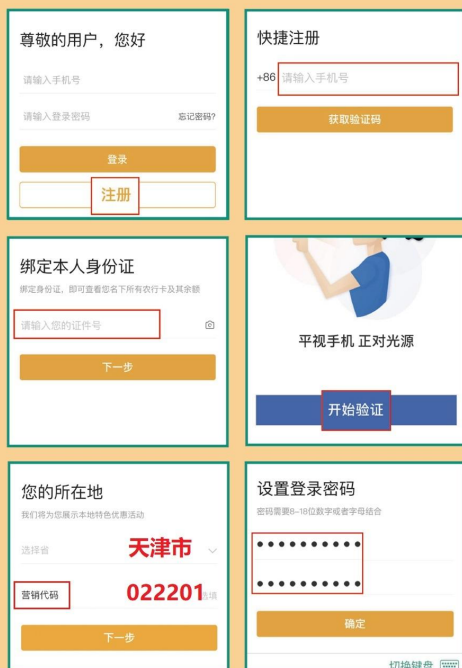 尊敬的用户，您好
请输入手机号
请输入登录密码 忘记密码?
登录
注册
快捷注册
+86 请输入手机号
获取验证码
绑定本人身份证
绑定身份证，即可查看您名下所有农行卡及其余额
请输入您的证件号
下一步
平视手机 正对光源
开始验证
您的所在地
我们将为您展示本地特色优惠活动
选择省 天津市
营销代码 022201 选填
下一步
设置登录密码
密码需要8-18位数字或者字母结合
确定
切换键盘